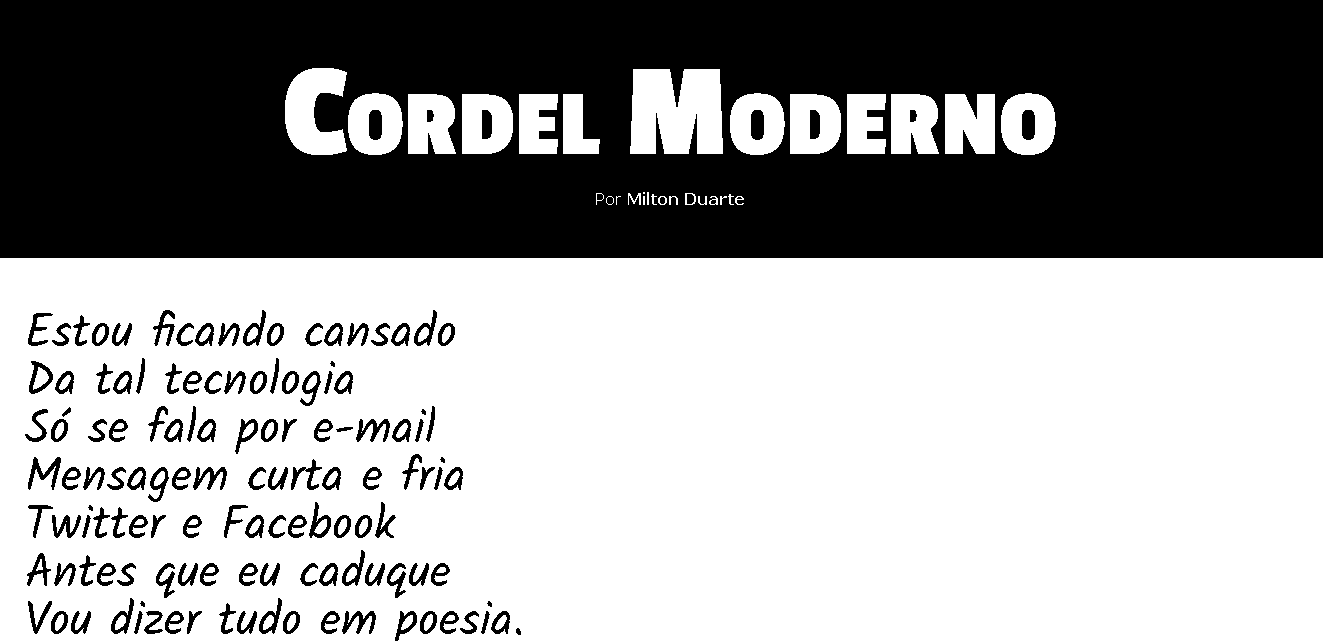 Cordel Moderno
Por Milton Duarte
Estou ficando cansado
Da tal tecnologia
Só se fala por e-mail
Mensagem curta e fria
Twitter e Facebook
Antes que eu caduque
Vou dizer tudo em poesia.